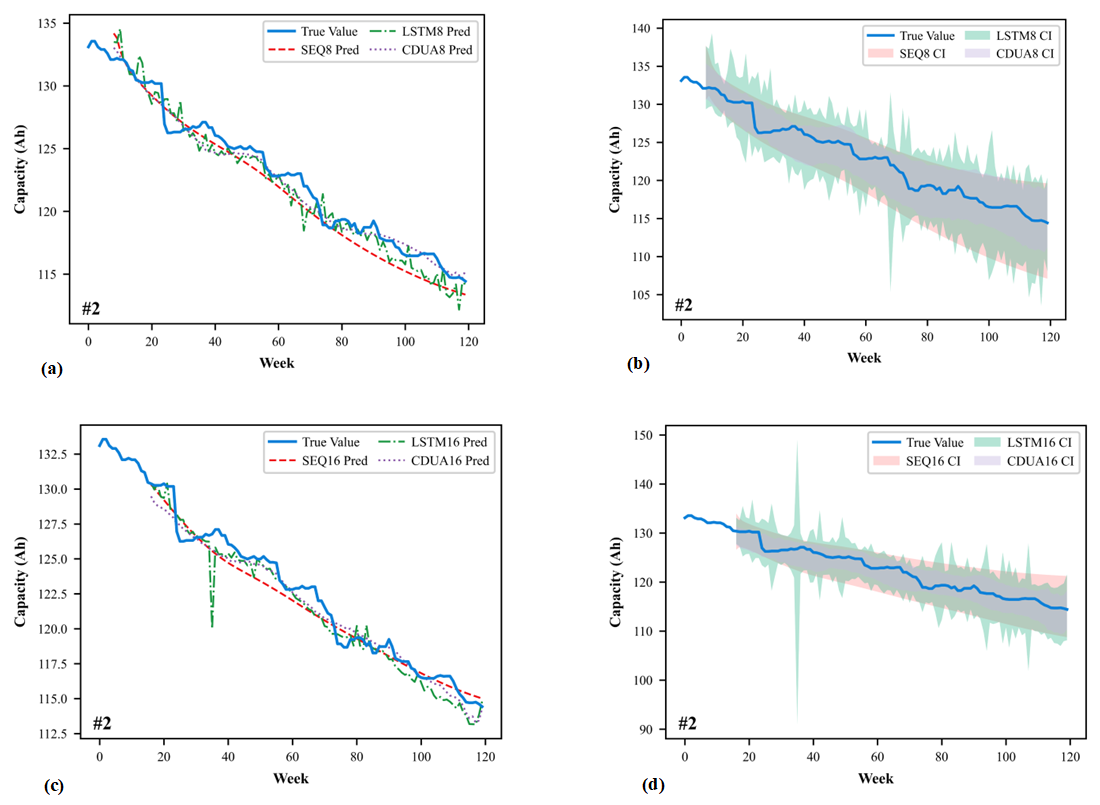 True Value LSTM8 Pred
SEQ8 Pred CDUA8 Pred
135
130
125
120
115
Capacity (Ah)
#2
0 20 40 60 80 100 120
Week
(a)
True Value LSTM8 CI
SEQ8 CI CDUA8 CI
140
135
130
125
120
115
110
105
Capacity (Ah)
#2
0 20 40 60 80 100 120
Week
(b)
True Value LSTM16 Pred
SEQ16 Pred CDUA16 Pred
132.5
130.0
127.5
125.0
122.5
120.0
117.5
115.0
112.5
Capacity (Ah)
#2
0 20 40 60 80 100 120
Week
(c)
True Value LSTM16 CI
SEQ16 CI CDUA16 CI
150
140
130
120
110
100
90
Capacity (Ah)
#2
0 20 40 60 80 100 120
Week
(d)